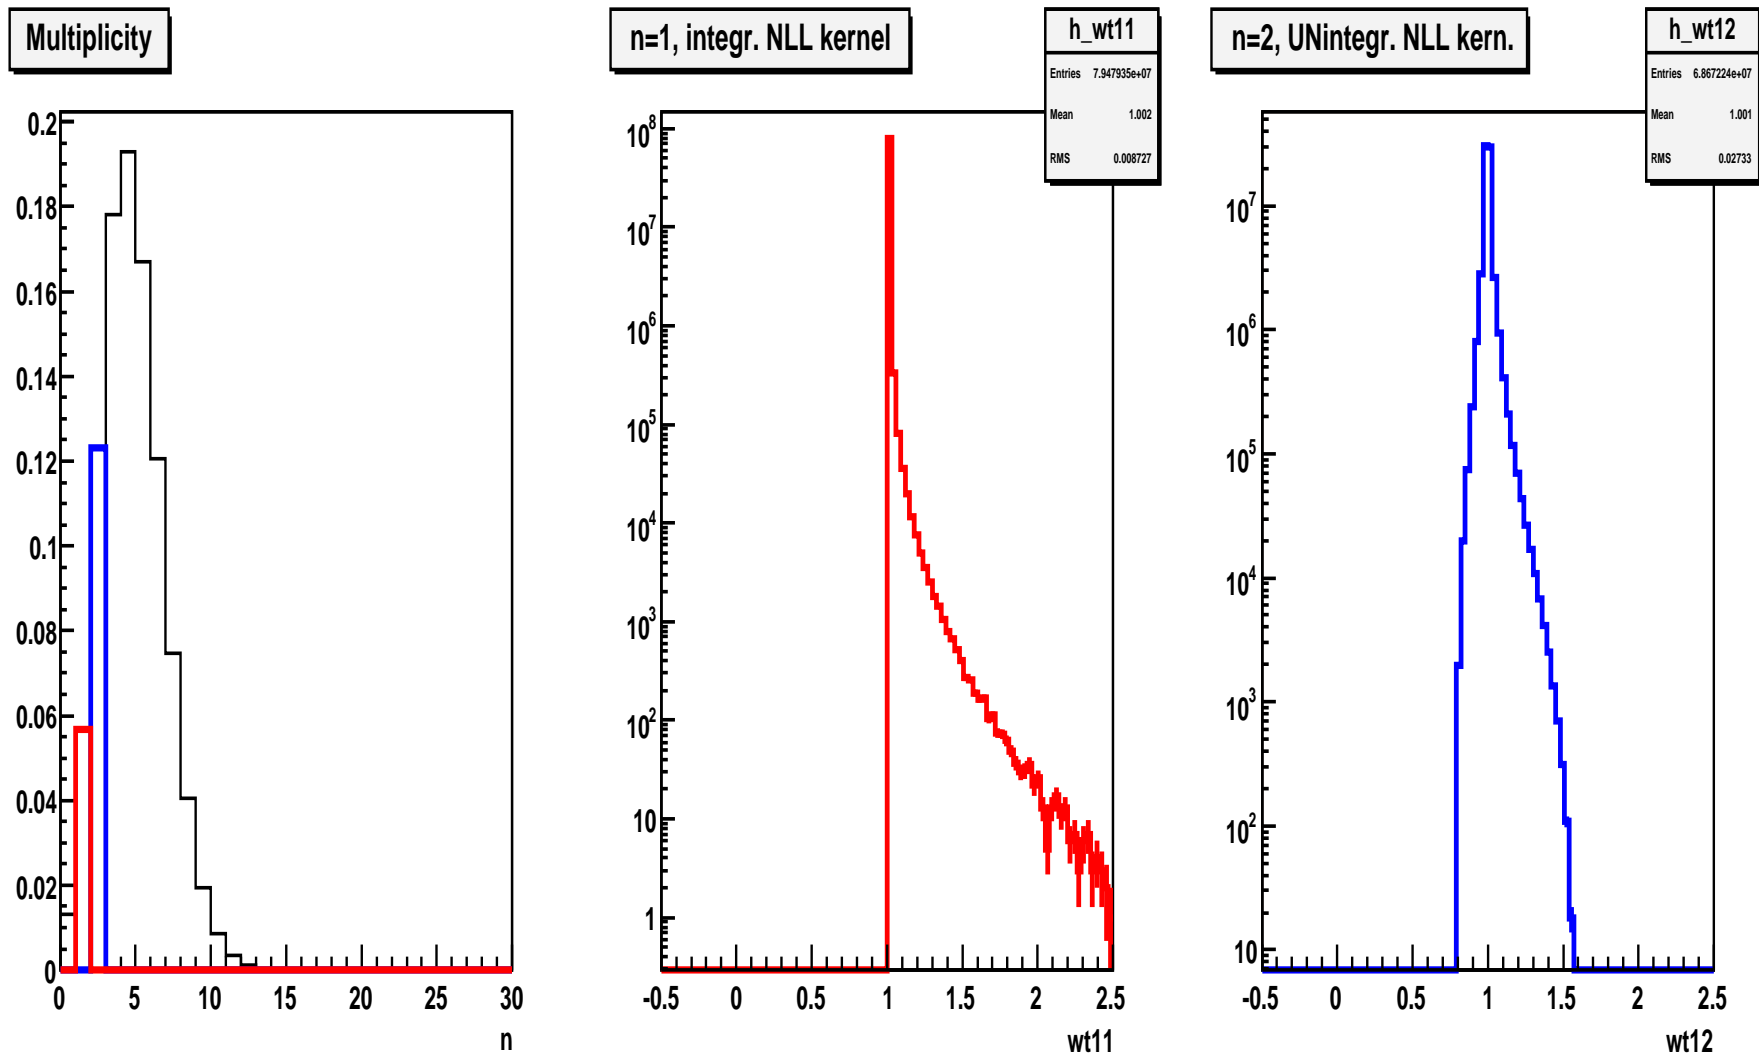 Multiplicity
0.2
0.18
0.16
0.14
0.12
0.1
0.08
0.06
0.04
0.02
0
0 5 10 15 20 25 30
n
n=1, integr. NLL kernel
h_wt11
Entries 7.947935e+07
Mean 1.002
RMS 0.008727
10^8
10^7
10^6
10^5
10^4
10^3
10^2
10
1
-0.5 0 0.5 1 1.5 2 2.5
wt11
n=2, UNintegr. NLL kern.
h_wt12
Entries 6.867224e+07
Mean 1.001
RMS 0.02733
10^7
10^6
10^5
10^4
10^3
10^2
10
-0.5 0 0.5 1 1.5 2 2.5
wt12